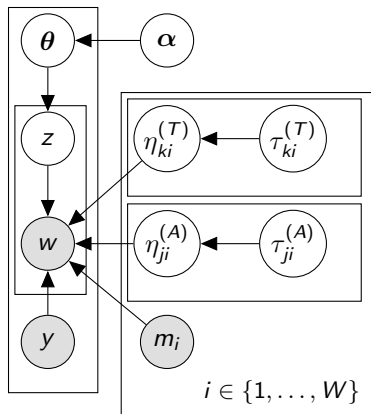 θ α
z η_{ki}^{(T)} τ_{ki}^{(T)}
w η_{ji}^{(A)} τ_{ji}^{(A)}
y m_i
i ∈ {1, . . . , W}